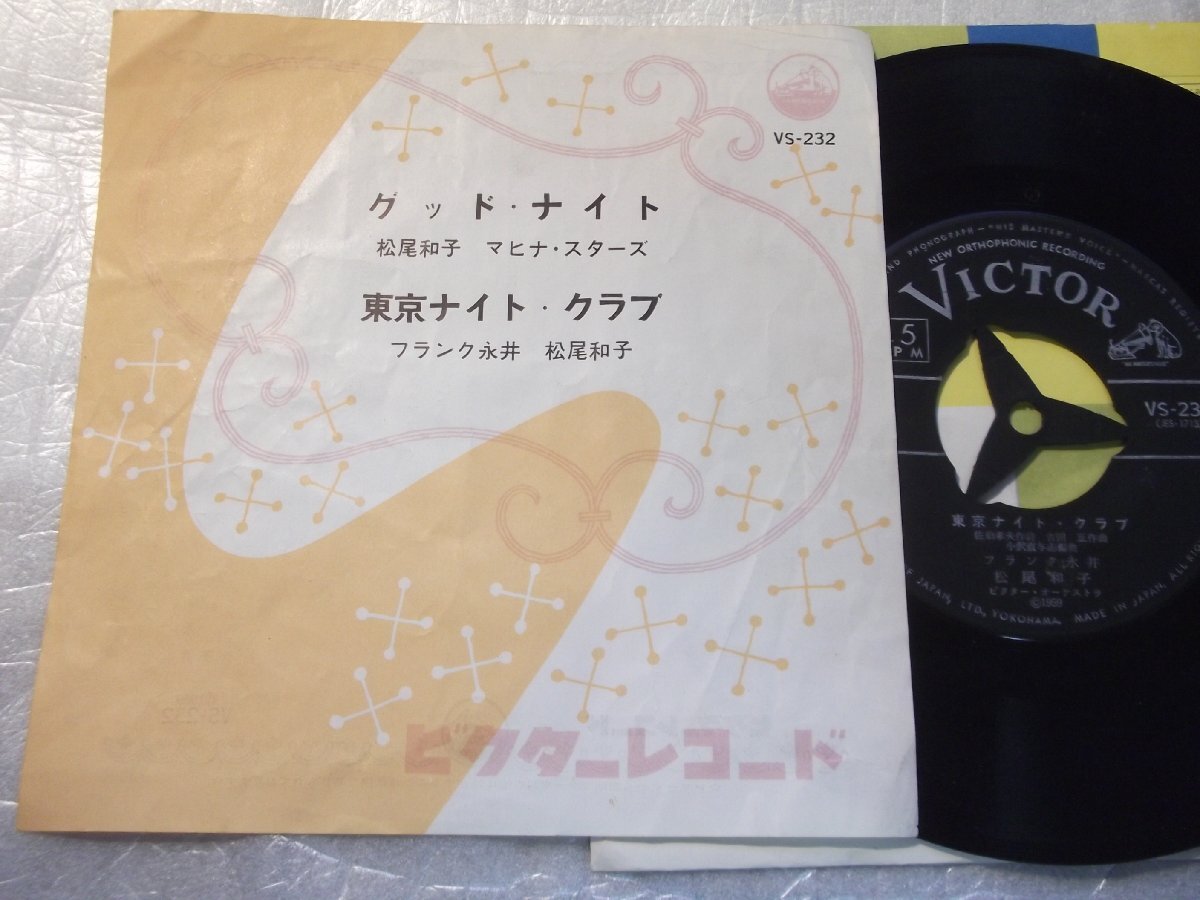 VS-232
グッド・ナイト
松尾和子 マヒナ・スターズ
東京ナイト・クラブ
フランク永井 松尾和子
ビクターレコード
NEW ORTHOPHONIC RECORDING
VICTOR
東京ナイト・クラブ
フランク永井
松尾和子
ビクター・オーケストラ
©1959
JAPAN, LTD., YOKOHAMA, MADE IN JAPAN